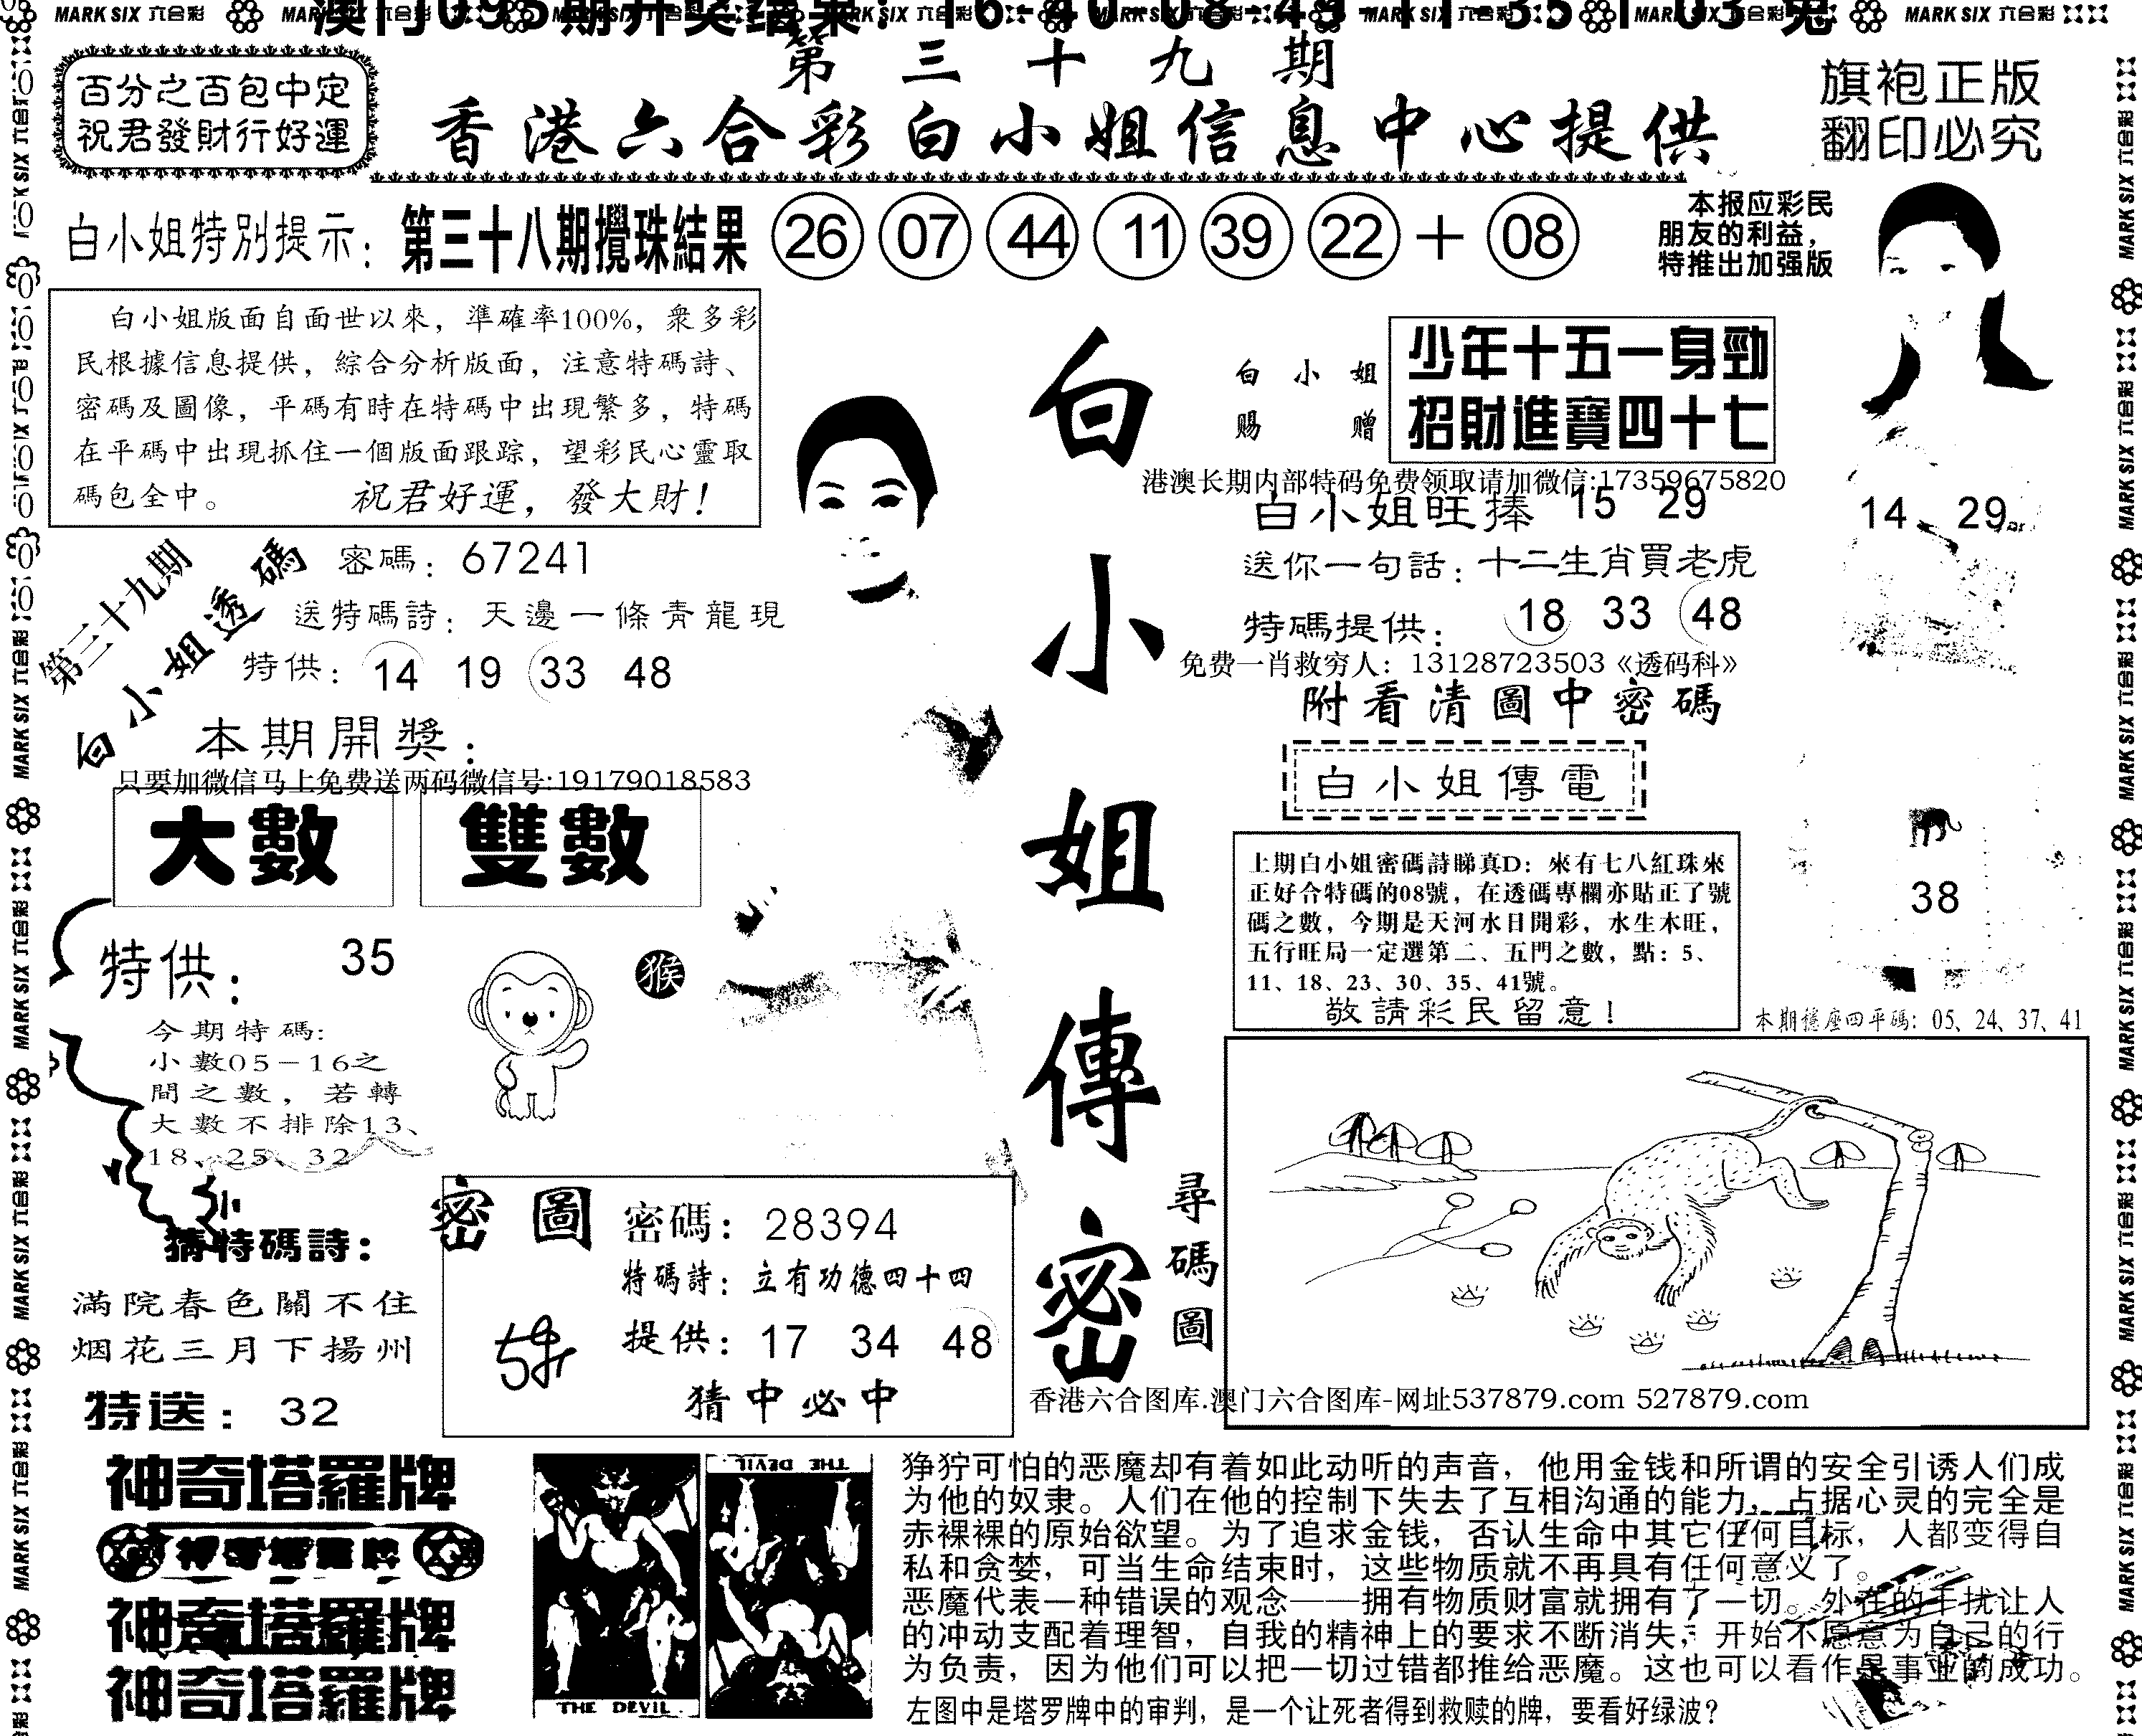 MARK SIX 六合彩
澳门095期开奖结果：16-40-08-49-11-35
03 兔
第三十九期
百分之百包中定
祝君發財行好運
香港六合彩白小姐信息中心提供
旗袍正版
翻印必究
白小姐特別提示：
第三十八期攪珠結果 26 07 44 11 39 22 + 08
本报应彩民
朋友的利益，
特推出加强版
白小姐版面自面世以來，準確率100%，衆多彩
民根據信息提供，綜合分析版面，注意特碼詩、
密碼及圖像，平碼有時在特碼中出現繁多，特碼
在平碼中出現抓住一個版面跟踪，望彩民心靈取
碼包全中。 祝君好運，發大財！
第三十九期
白小姐透碼
密碼：67241
送特碼詩：天邊一條青龍現
特供：14 19 33 48
本期開獎：
只要加微信马上免费送两码微信号:19179018583
大數 雙數
特供： 35
猴
今期特碼:
小數05－16之
間之數，若轉
大數不排除13、
18、25、32
小
猜特碼詩：
滿院春色關不住
烟花三月下揚州
特送：32
密圖
密碼：28394
特碼詩：立有功德四十四
提供：17 34 48
猜中必中
白小姐傳密
白小姐
赐赠
少年十五一身勁
招財進寶四十七
港澳长期内部特码免费领取请加微信:17359675820
白小姐旺捧 15 29
送你一句話：十二生肖買老虎
特碼提供： 18 33 48
免费一肖救穷人：13128723503《透码科》
附看清圖中密碼
白小姐傳電
上期白小姐密碼詩睇真D：來有七八紅珠來
正好合特碼的08號，在透碼專欄亦貼正了號
碼之數，今期是天河水日開彩，水生木旺，
五行旺局一定選第二、五門之數，點：5、
11、18、23、30、35、41號。
敬請彩民留意！
14 29
38
本期穩座四平碼：05、24、37、41
尋碼圖
香港六合图库.澳门六合图库-网址537879.com 527879.com
神奇塔羅牌
神奇塔羅牌
神奇塔羅牌
神奇塔羅牌
THE DEVIL
THE DEVIL
狰狞可怕的恶魔却有着如此动听的声音，他用金钱和所谓的安全引诱人们成
为他的奴隶。人们在他的控制下失去了互相沟通的能力，占据心灵的完全是
赤裸裸的原始欲望。为了追求金钱，否认生命中其它任何目标，人都变得自
私和贪婪，可当生命结束时，这些物质就不再具有任何意义了。
恶魔代表一种错误的观念——拥有物质财富就拥有了一切。外在的干扰让人
的冲动支配着理智，自我的精神上的要求不断消失，开始不愿意为自己的行
为负责，因为他们可以把一切过错都推给恶魔。这也可以看作是事业的成功。
左图中是塔罗牌中的审判，是一个让死者得到救赎的牌，要看好绿波？